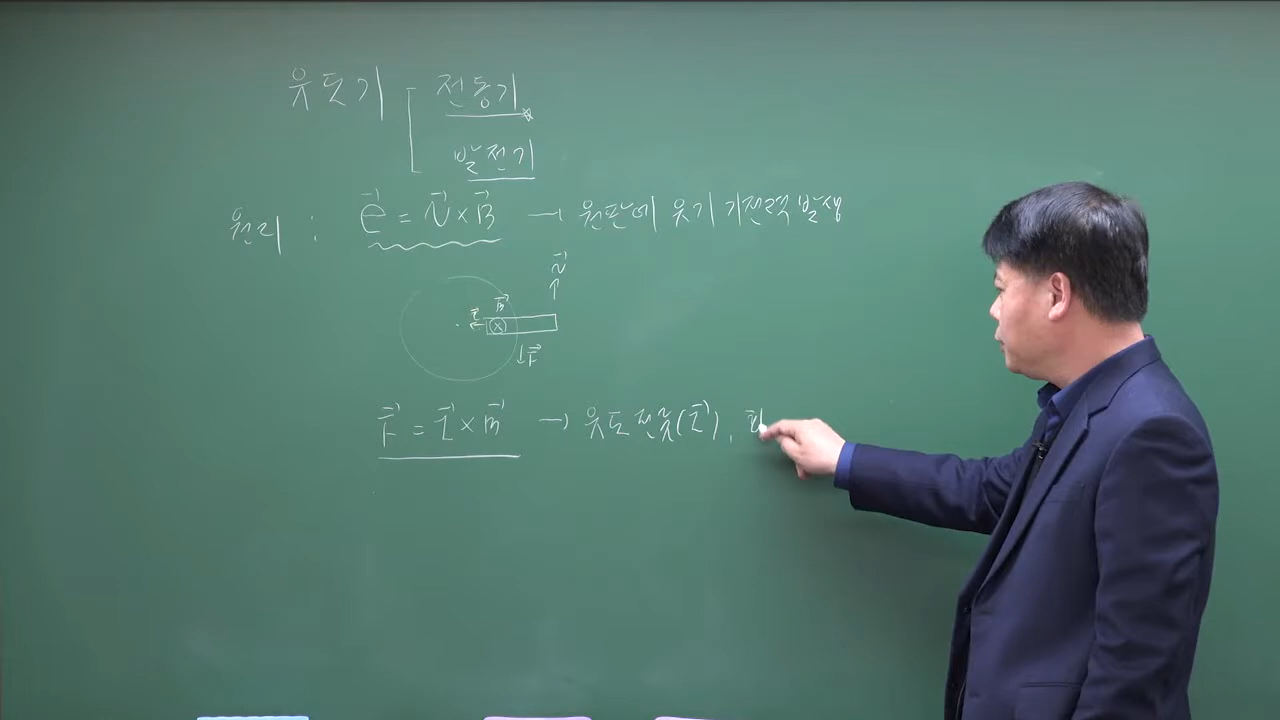 유도기 전동기
발전기
원리 : e⃗ = v⃗ × B⃗ → 원판에 유기 기전력 발생
v⃗
B⃗
i⃗
F⃗
F⃗ = i⃗ × B⃗ → 유도 전류(i⃗),